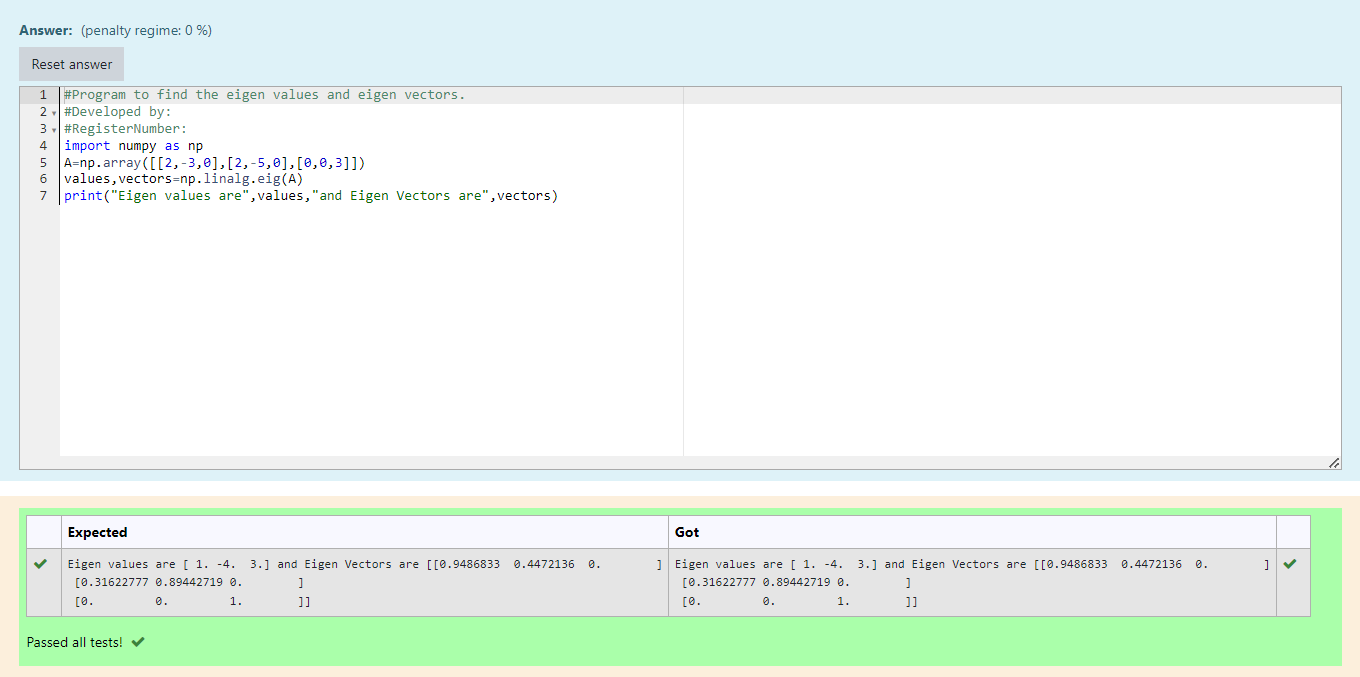 Answer: (penalty regime: 0 %)
Reset answer
1 #Program to find the eigen values and eigen vectors.
2 #Developed by:
3 #RegisterNumber:
4 import numpy as np
5 A=np.array([[2,-3,0],[2,-5,0],[0,0,3]])
6 values,vectors=np.linalg.eig(A)
7 print("Eigen values are",values,"and Eigen Vectors are",vectors)
Expected Got
Eigen values are [ 1. -4.  3.] and Eigen Vectors are [[0.9486833  0.4472136  0.        ] Eigen values are [ 1. -4.  3.] and Eigen Vectors are [[0.9486833  0.4472136  0.        ]
[0.31622777 0.89442719 0.        ] [0.31622777 0.89442719 0.        ]
[0.         0.         1.        ]] [0.         0.         1.        ]]
Passed all tests!